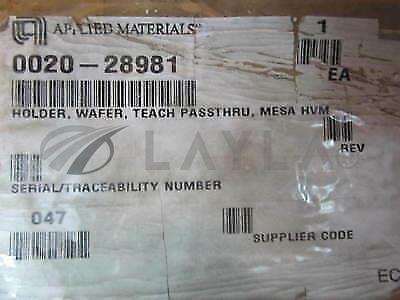 APPLIED MATERIALS
1
0020-28981
EA
HOLDER, WAFER, TEACH PASSTHRU, MESA HVM
REV
SERIAL/TRACEABILITY NUMBER
047
SUPPLIER CODE
EC